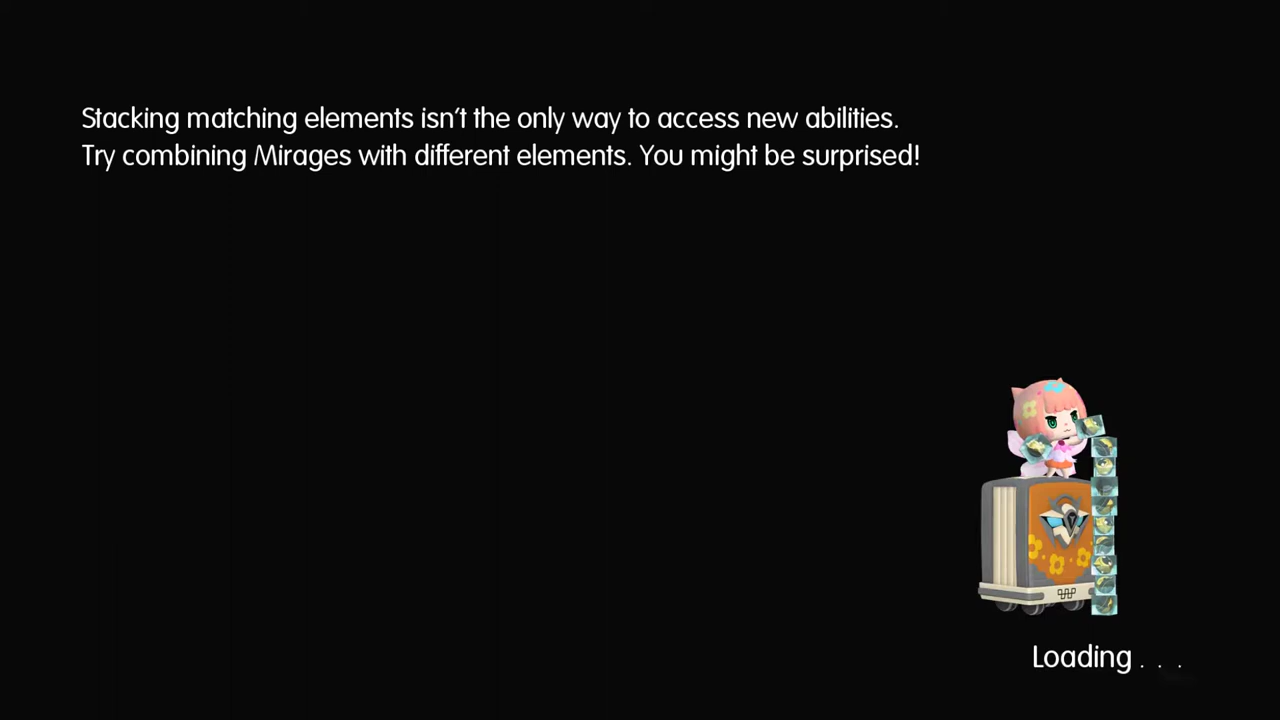 Stacking matching elements isn't the only way to access new abilities.
Try combining Mirages with different elements. You might be surprised!
Loading . . .